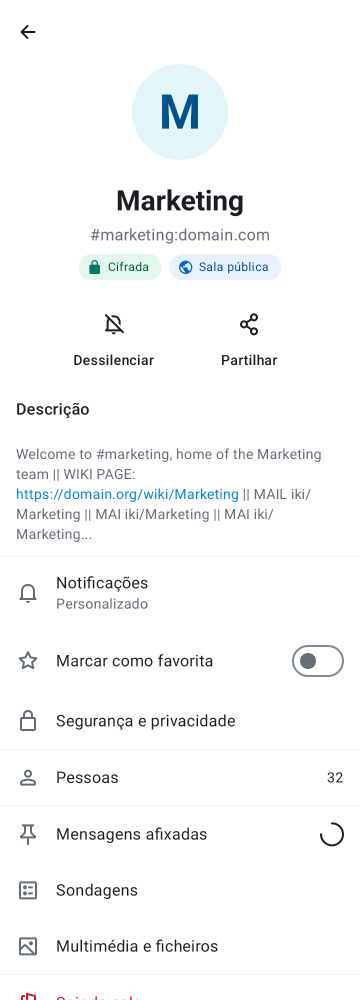 M
Marketing
#marketing:domain.com
Cifrada
Sala pública
Dessilenciar
Partilhar
Descrição
Welcome to #marketing, home of the Marketing
team || WIKI PAGE:
https://domain.org/wiki/Marketing || MAIL iki/
Marketing || MAI iki/Marketing || MAI iki/
Marketing...
Notificações
Personalizado
Marcar como favorita
Segurança e privacidade
Pessoas
32
Mensagens afixadas
Sondagens
Multimédia e ficheiros